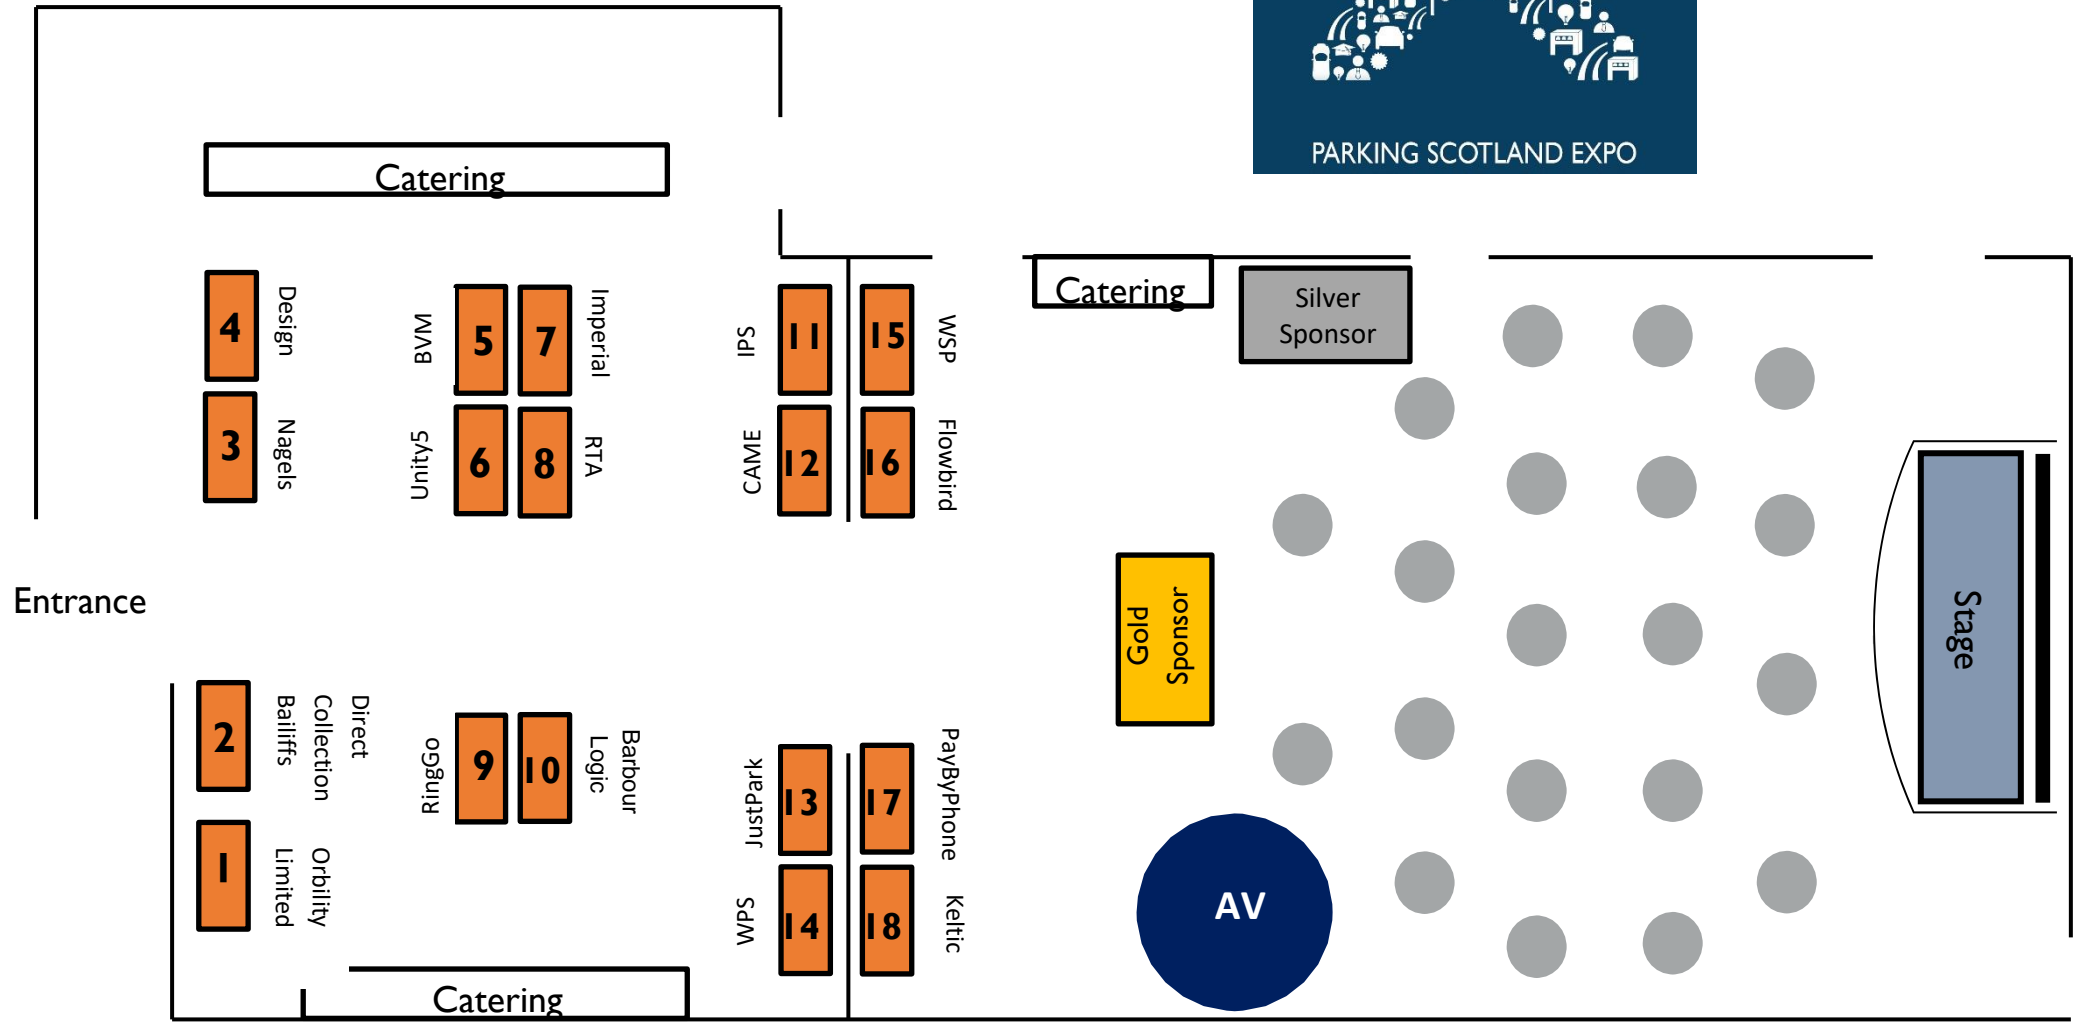 PARKING SCOTLAND EXPO
Catering
4
Design
BVM
5
7
Imperial
IPS
11
15
WSP
Catering
Silver
Sponsor
3
Nagels
Unity5
6
8
RTA
CAME
12
16
Flowbird
Entrance
Gold
Sponsor
Stage
2
Direct
Collection
Bailiffs
RingGo
9
10
Barbour
Logic
JustPark
13
17
PayByPhone
1
Orbility
Limited
WPS
14
18
Keltic
AV
Catering